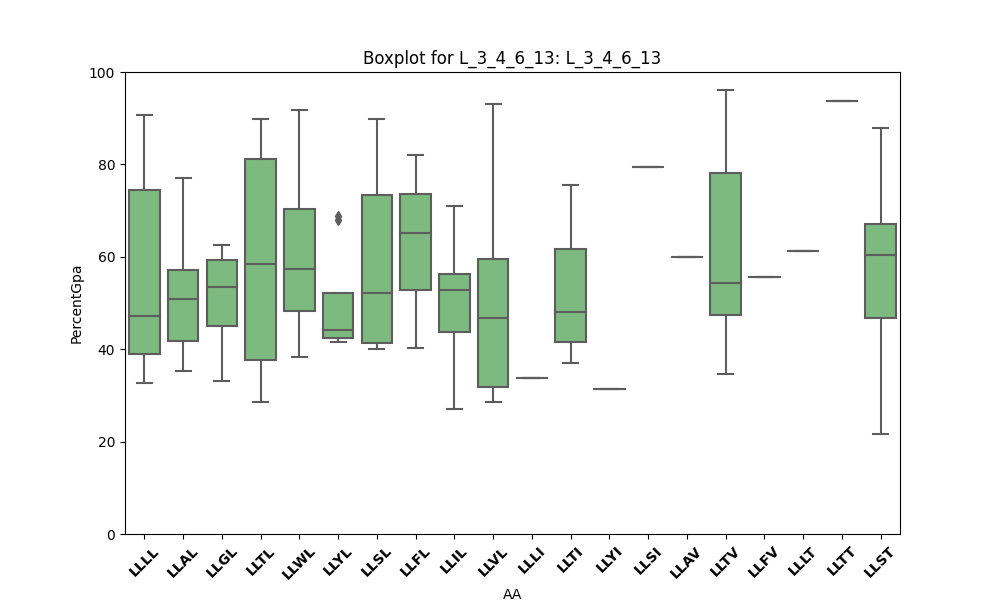 Boxplot for L_3_4_6_13: L_3_4_6_13
100
80
60
40
20
0
PercentGpa
LLLL LLAL LLGL LLTL LLWL LLYL LLSL LLFL LLIL LLVL LLLI LLTI LLYI LLSI LLAV LLTV LLFV LLLT LLTT LLST
AA